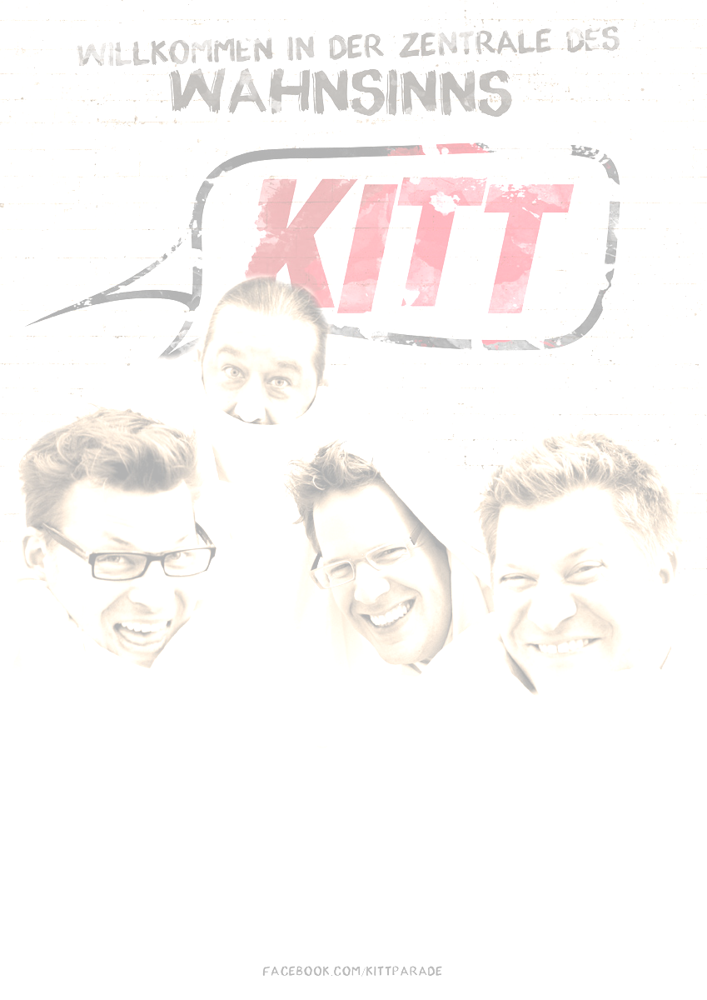 WILLKOMMEN IN DER ZENTRALE DES
WAHNSINNS
KITT
FACEBOOK.COM/KITTPARADE